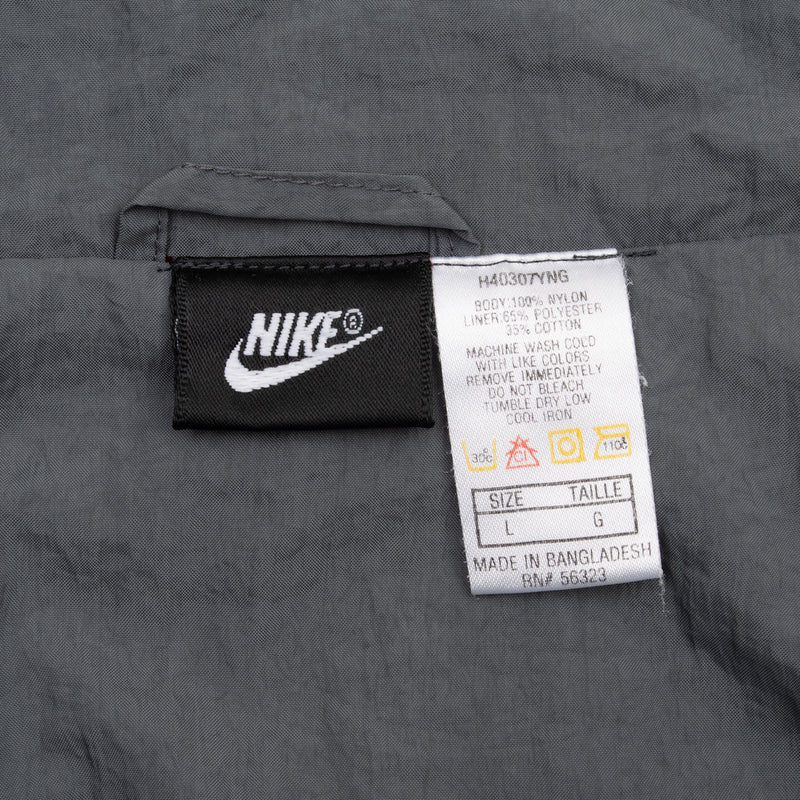 NIKE®
H40307YNG
BODY:100% NYLON
LINER:65% POLYESTER
35% COTTON
MACHINE WASH COLD
WITH LIKE COLORS
REMOVE IMMEDIATELY
DO NOT BLEACH
TUMBLE DRY LOW
COOL IRON
30°C Cl 110°C
SIZE TAILLE
L G
MADE IN BANGLADESH
RN# 56323